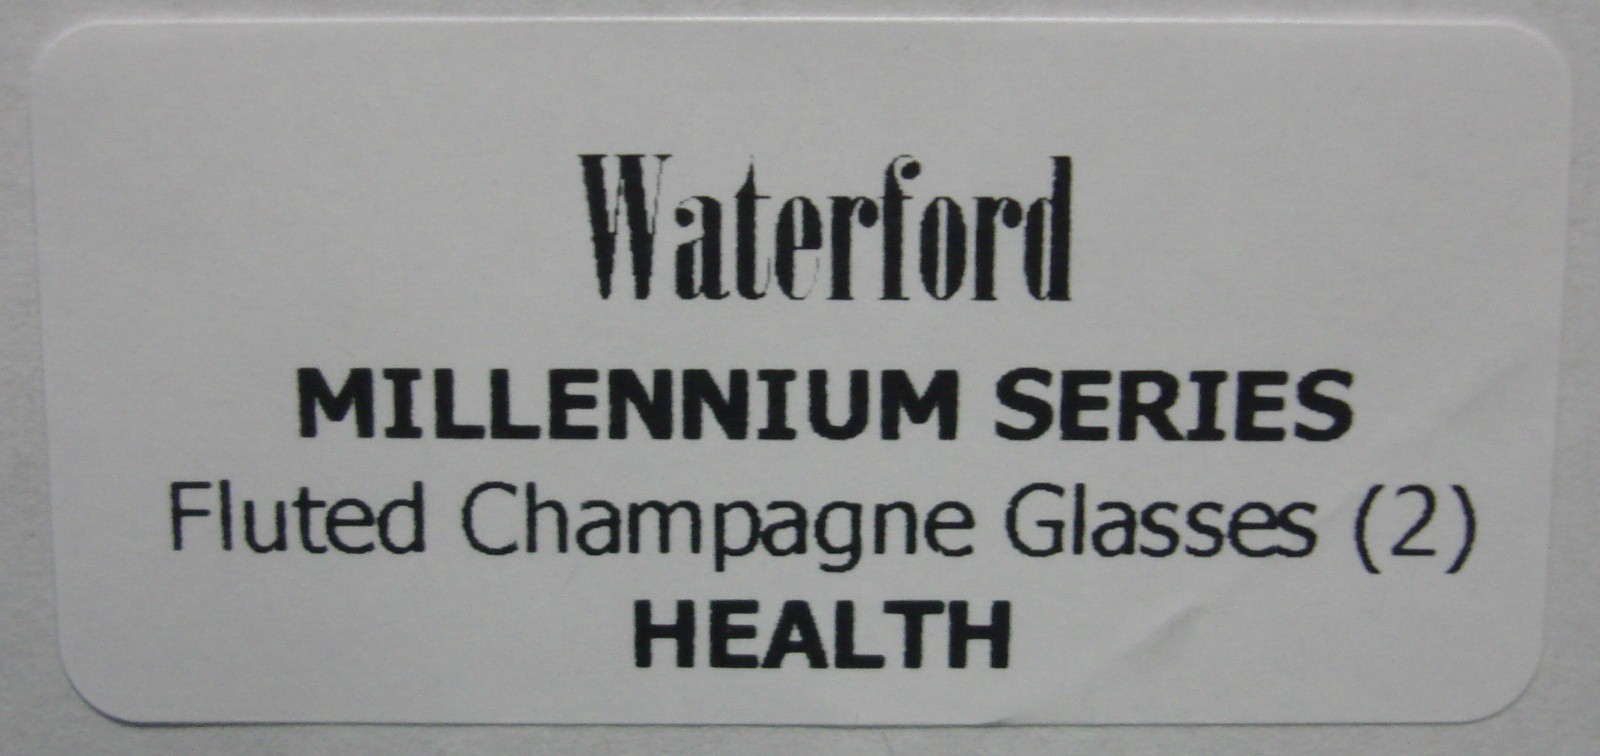 Waterford
MILLENNIUM SERIES
Fluted Champagne Glasses (2)
HEALTH